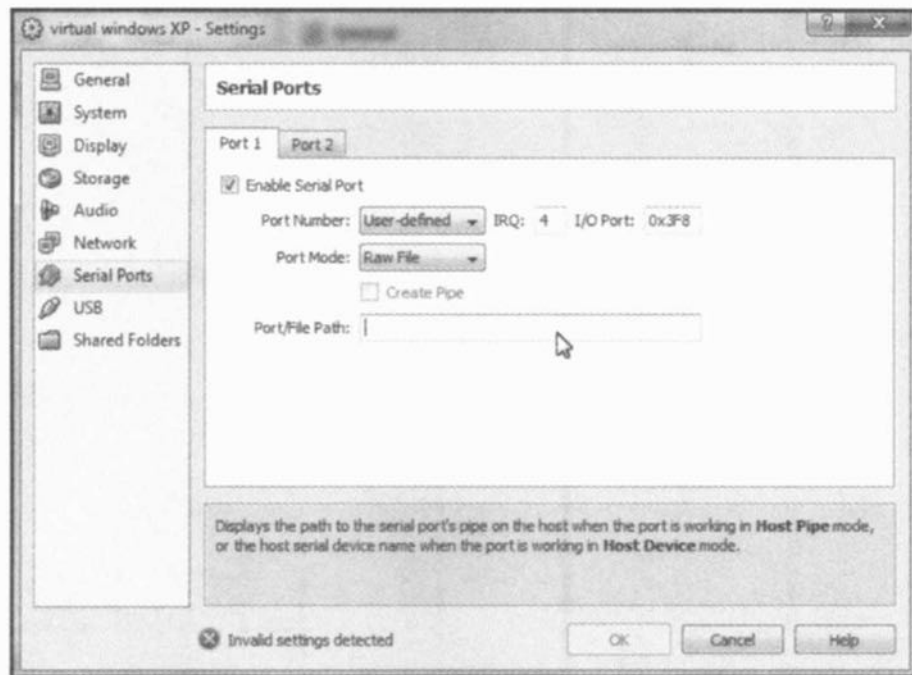 virtual windows XP - Settings
General
System
Display
Storage
Audio
Network
Serial Ports
USB
Shared Folders
Serial Ports
Port 1
Port 2
Enable Serial Port
Port Number: User-defined IRQ: 4 I/O Port: 0x3F8
Port Mode: Raw File
Create Pipe
Port/File Path:
Displays the path to the serial port's pipe on the host when the port is working in Host Pipe mode,
or the host serial device name when the port is working in Host Device mode.
Invalid settings detected
OK
Cancel
Help